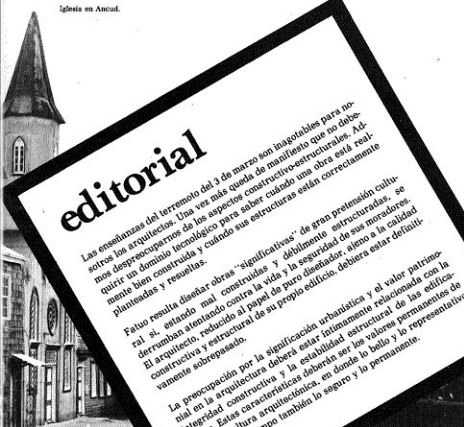 Iglesia en Ancud.
editorial
Las enseñanzas del terremoto del 3 de marzo son inagotables para no-
sotros los arquitectos. Una vez más queda de manifiesto que no debe-
mos despreocuparnos de los aspectos constructivo-estructurales. Ad-
quirir un dominio tecnológico para saber cuándo una obra está real-
mente bien construida y cuándo sus estructuras están correctamente
planteadas y resueltas.
Fatuo resulta diseñar obras "significativas" de gran pretensión cultu-
ral si, estando mal construidas y débilmente estructuradas, se
derrumban atentando contra la vida y la seguridad de sus moradores.
El arquitecto, reducido al papel de puro diseñador, ajeno a la calidad
constructiva y estructural de su propio edificio, debiera estar definiti
vamente sobrepasado.
La preocupación por la significación urbanística y el valor patrimo-
nial en la arquitectura deberá estar íntimamente relacionada con la
integridad constructiva y la estabilidad estructural de las edifica-
Estas características deberán ser los valores permanentes de
ltura arquitectónica, en donde lo bello y lo representativo
mpo también lo seguro y lo permanente.